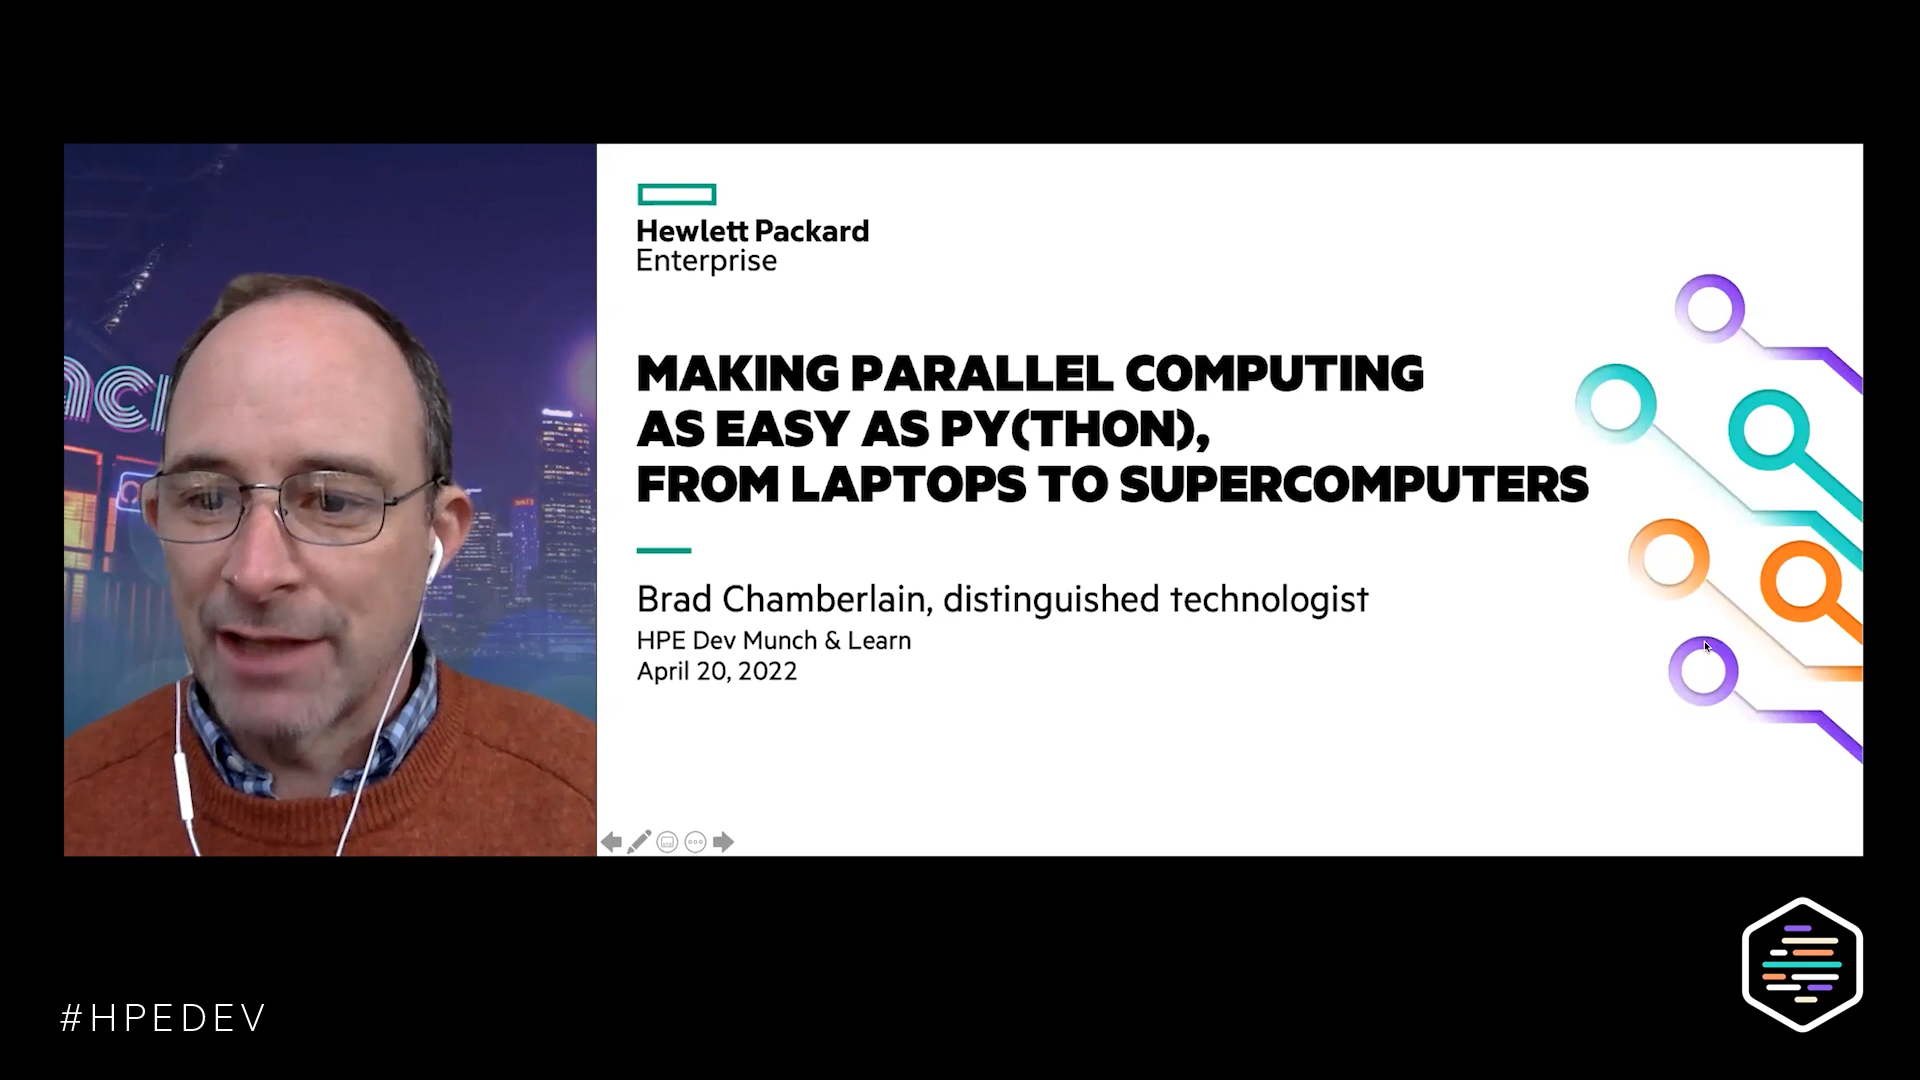 Hewlett Packard
Enterprise
MAKING PARALLEL COMPUTING
AS EASY AS PY(THON),
FROM LAPTOPS TO SUPERCOMPUTERS
Brad Chamberlain, distinguished technologist
HPE Dev Munch & Learn
April 20, 2022
#HPEDEV